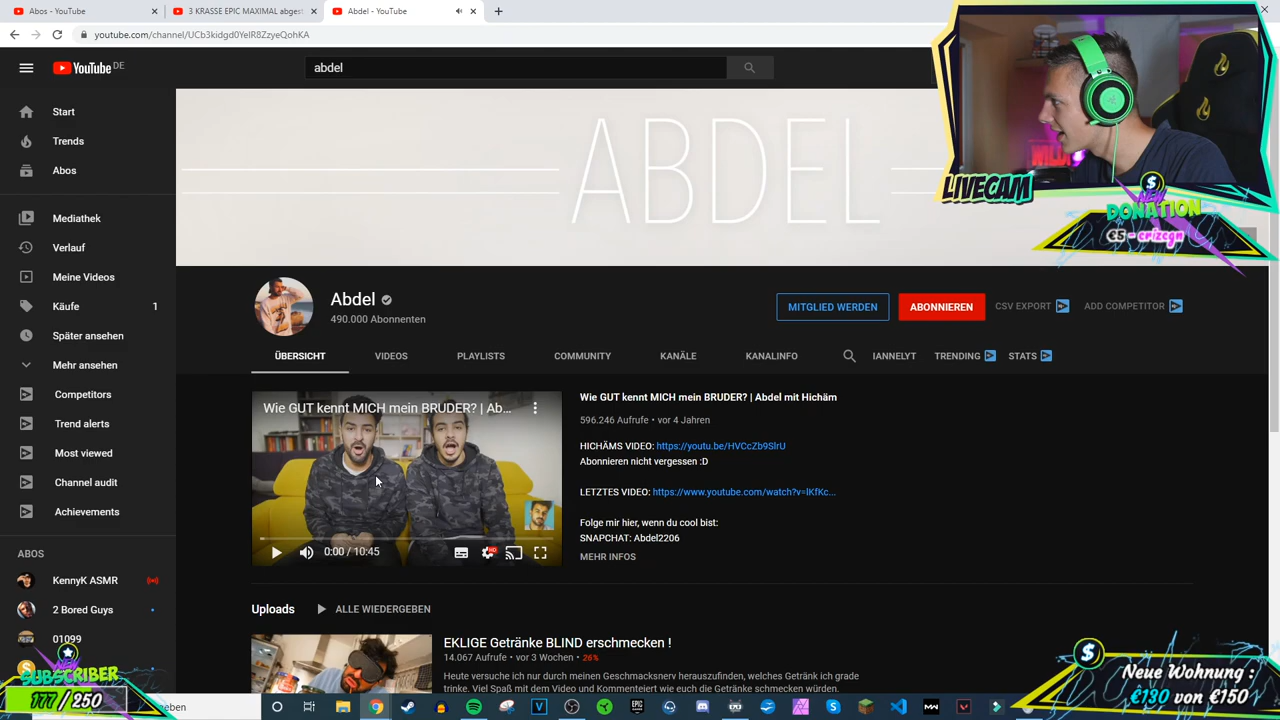 Abos - YouTube
3 KRASSE EPIC MAXIMAL abgest
Abdel - YouTube
youtube.com/channel/UCb3kidgd0YelR8ZzyeQohKA
YouTube DE
abdel
Start
Trends
Abos
Mediathek
Verlauf
Meine Videos
Käufe 1
Später ansehen
Mehr ansehen
Competitors
Trend alerts
Most viewed
Channel audit
Achievements
ABOS
KennyK ASMR
2 Bored Guys
01099
ABDEL
LIVECAM
NEW
DONATION
€5 - crizcgn
Abdel
490.000 Abonnenten
MITGLIED WERDEN
ABONNIEREN
CSV EXPORT
ADD COMPETITOR
ÜBERSICHT
VIDEOS
PLAYLISTS
COMMUNITY
KANÄLE
KANALINFO
IANNELYT
TRENDING
STATS
Wie GUT kennt MICH mein BRUDER? | Ab...
0:00 / 10:45
HD
Wie GUT kennt MICH mein BRUDER? | Abdel mit Hichäm
596.246 Aufrufe • vor 4 Jahren
HICHÄMS VIDEO: https://youtu.be/HVCcZb9SlrU
Abonnieren nicht vergessen :D
LETZTES VIDEO: https://www.youtube.com/watch?v=lKfKc...
Folge mir hier, wenn du cool bist:
SNAPCHAT: Abdel2206
MEHR INFOS
Uploads
ALLE WIEDERGEBEN
EKLIGE Getränke BLIND erschmecken !
14.067 Aufrufe • vor 3 Wochen • 26%
Heute versuche ich nur durch meinen Geschmacksnerv herauszufinden, welches Getränk ich grade
trinke. Viel Spaß mit dem Video und Kommentiert wie euch die Getränke schmecken würden.
NEW
SUBSCRIBER
177 / 250
geben
Neue Wohnung :
€130 von €150